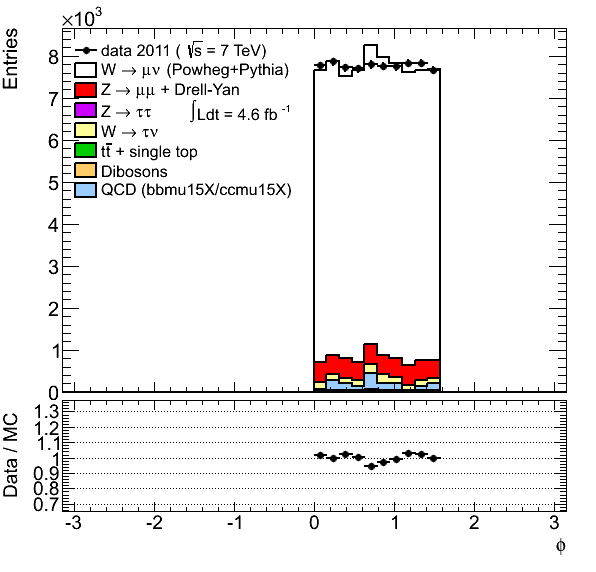 ×10³
Entries
8
7
6
5
4
3
2
1
0
data 2011 ( √s = 7 TeV)
W → μν (Powheg+Pythia)
Z → μμ + Drell-Yan
Z → ττ
∫Ldt = 4.6 fb⁻¹
W → τν
tt̄ + single top
Dibosons
QCD (bbmu15X/ccmu15X)
Data / MC
1.3
1.2
1.1
1
0.9
0.8
0.7
-3 -2 -1 0 1 2 3
ϕ